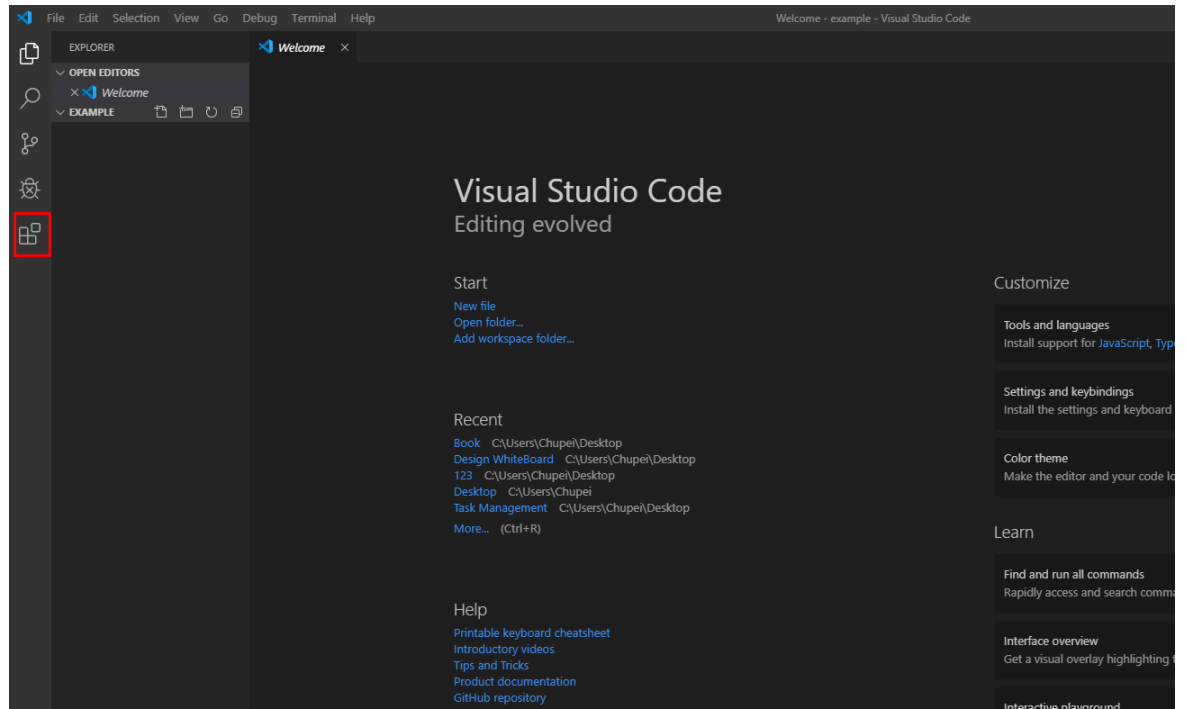 File Edit Selection View Go Debug Terminal Help
Welcome - example - Visual Studio Code
EXPLORER
OPEN EDITORS
Welcome
EXAMPLE
Welcome
Visual Studio Code
Editing evolved
Start
New file
Open folder...
Add workspace folder...
Recent
Book C:\Users\Chupei\Desktop
Design WhiteBoard C:\Users\Chupei\Desktop
123 C:\Users\Chupei\Desktop
Desktop C:\Users\Chupei
Task Management C:\Users\Chupei\Desktop
More... (Ctrl+R)
Help
Printable keyboard cheatsheet
Introductory videos
Tips and Tricks
Product documentation
GitHub repository
Customize
Tools and languages
Install support for JavaScript, Typ
Settings and keybindings
Install the settings and keyboard
Color theme
Make the editor and your code lo
Learn
Find and run all commands
Rapidly access and search comm
Interface overview
Get a visual overlay highlighting
Interactive playground